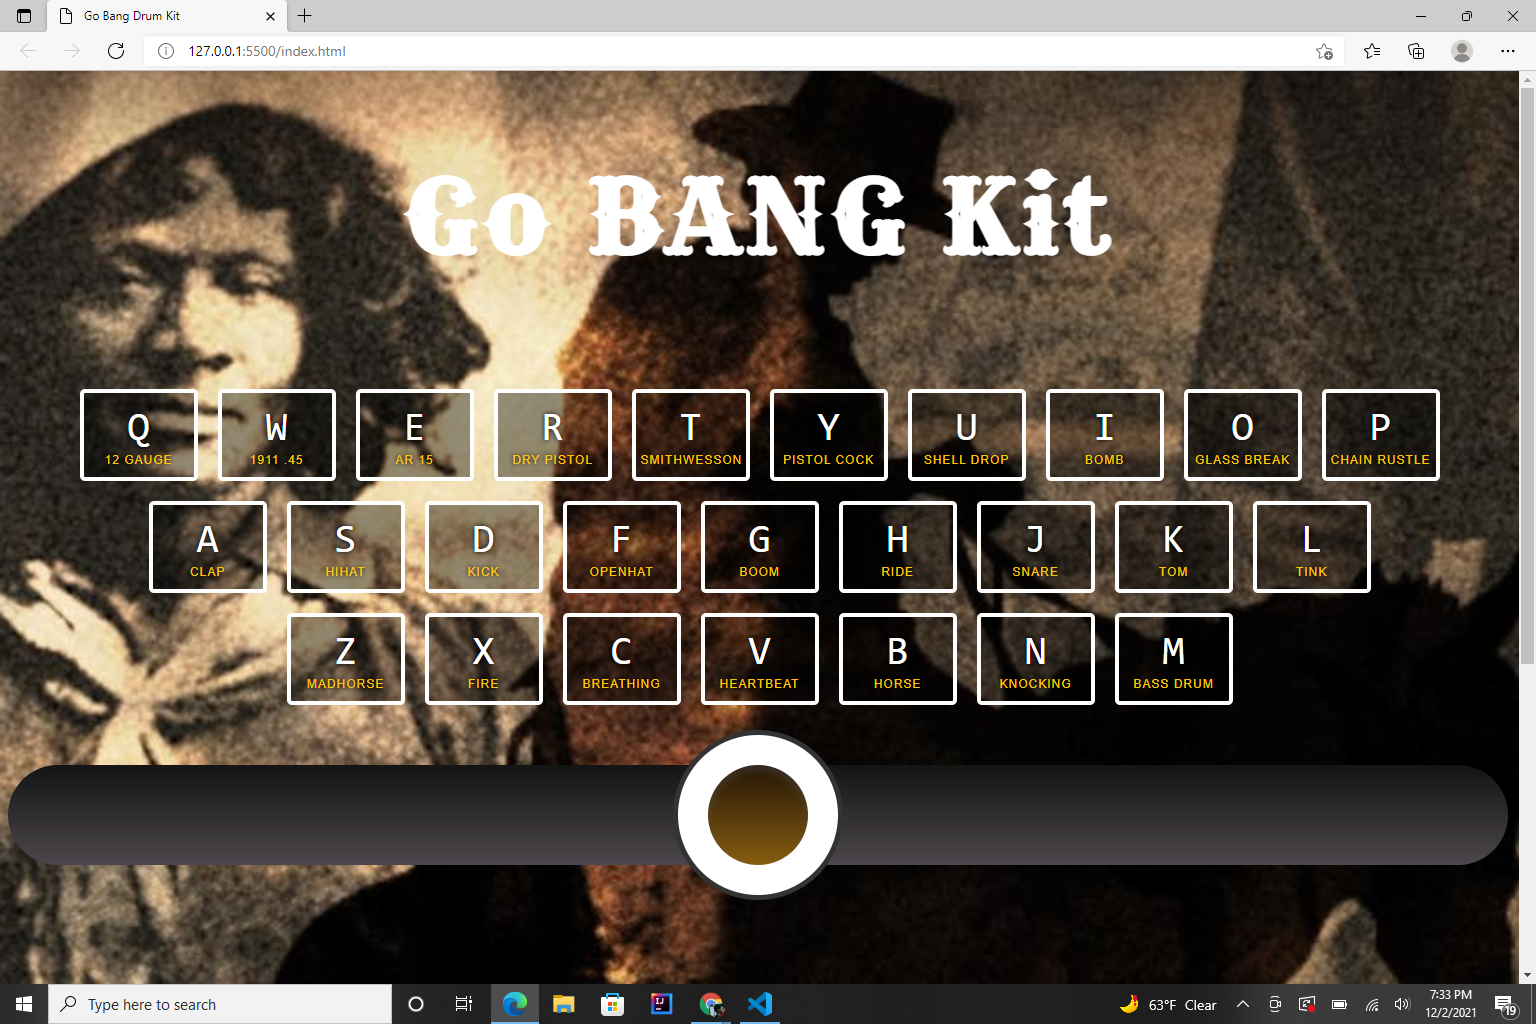 Go Bang Drum Kit
127.0.0.1:5500/index.html
Go BANG Kit
Q W E R T Y U I O P
12 GAUGE 1911 .45 AR 15 DRY PISTOL SMITHWESSON PISTOL COCK SHELL DROP BOMB GLASS BREAK CHAIN RUSTLE
A S D F G H J K L
CLAP HIHAT KICK OPENHAT BOOM RIDE SNARE TOM TINK
Z X C V B N M
MADHORSE FIRE BREATHING HEARTBEAT HORSE KNOCKING BASS DRUM
Type here to search
IJ
63°F Clear
7:33 PM
12/2/2021
19